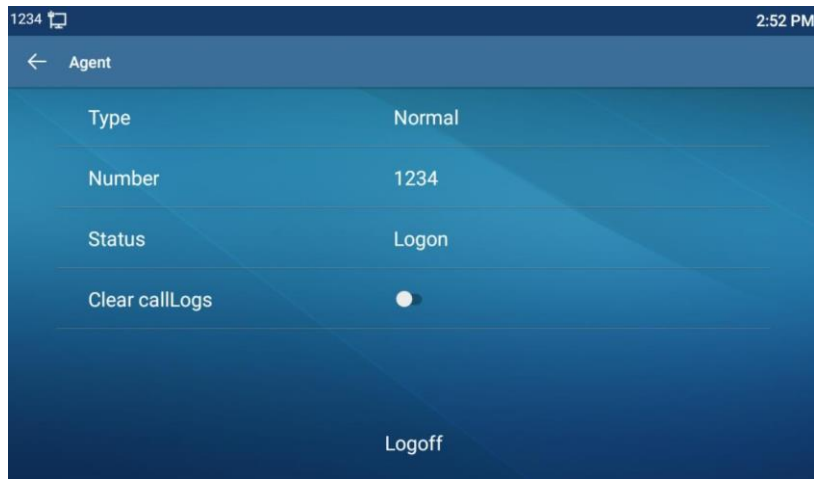 1234 2:52 PM
Agent
Type Normal
Number 1234
Status Logon
Clear callLogs
Logoff